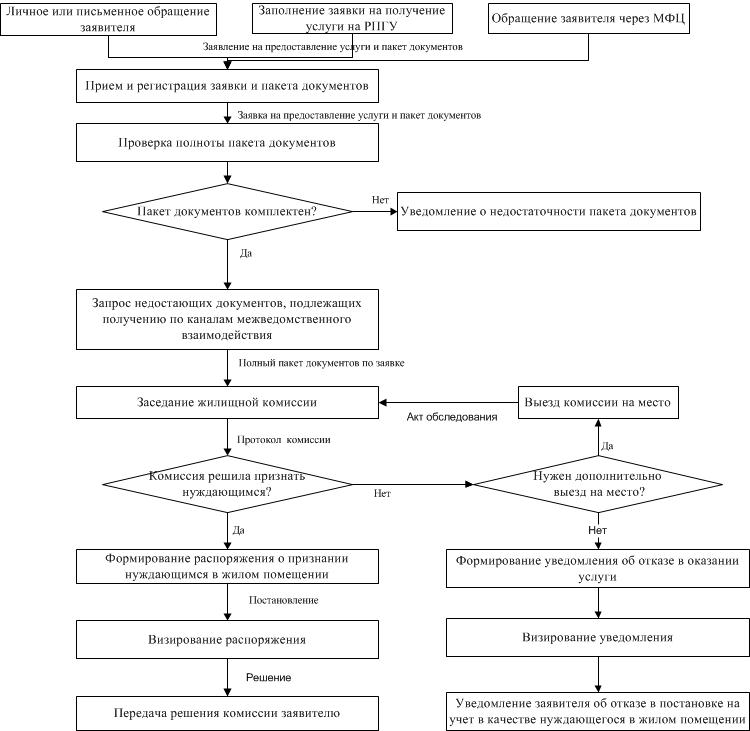 Личное или письменное обращение
заявителя
Заполнение заявки на получение
услуги на РПГУ
Обращение заявителя через МФЦ
Заявление на предоставление услуги и пакет документов
Прием и регистрация заявки и пакета документов
Заявка на предоставление услуги и пакет документов
Проверка полноты пакета документов
Пакет документов комплектен?
Нет
Уведомление о недостаточности пакета документов
Да
Запрос недостающих документов, подлежащих
получению по каналам межведомственного
взаимодействия
Полный пакет документов по заявке
Заседание жилищной комиссии
Акт обследования
Выезд комиссии на место
Протокол комиссии
Да
Комиссия решила признать
нуждающимся?
Нет
Нужен дополнительно
выезд на место?
Да
Нет
Формирование распоряжения о признании
нуждающимся в жилом помещении
Формирование уведомления об отказе в оказании
услуги
Постановление
Визирование распоряжения
Визирование уведомления
Решение
Передача решения комиссии заявителю
Уведомление заявителя об отказе в постановке на
учет в качестве нуждающегося в жилом помещении